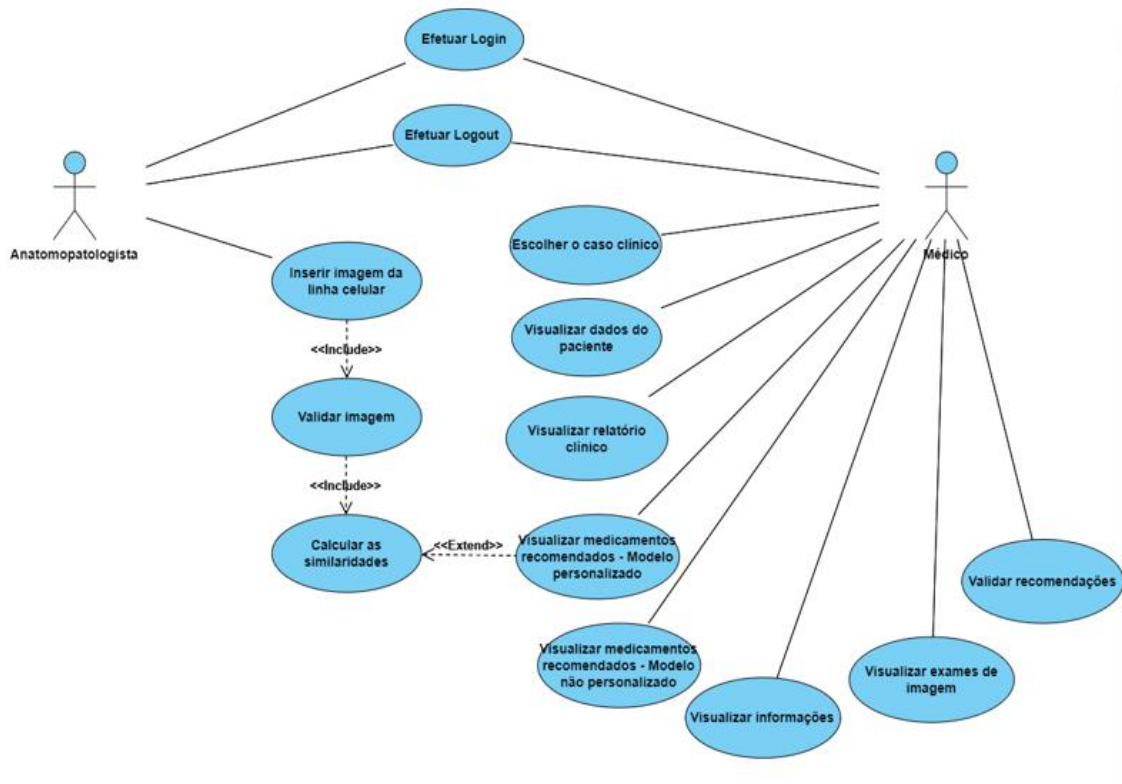 Efetuar Login
Efetuar Logout
Anatomopatologista
Médico
Escolher o caso clínico
Inserir imagem da
linha celular
Visualizar dados do
paciente
<<Include>>
Validar imagem
Visualizar relatório
clínico
<<Include>>
Calcular as
similaridades
<<Extend>>
Visualizar medicamentos
recomendados - Modelo
personalizado
Validar recomendações
Visualizar medicamentos
recomendados - Modelo
não personalizado
Visualizar exames de
imagem
Visualizar informações